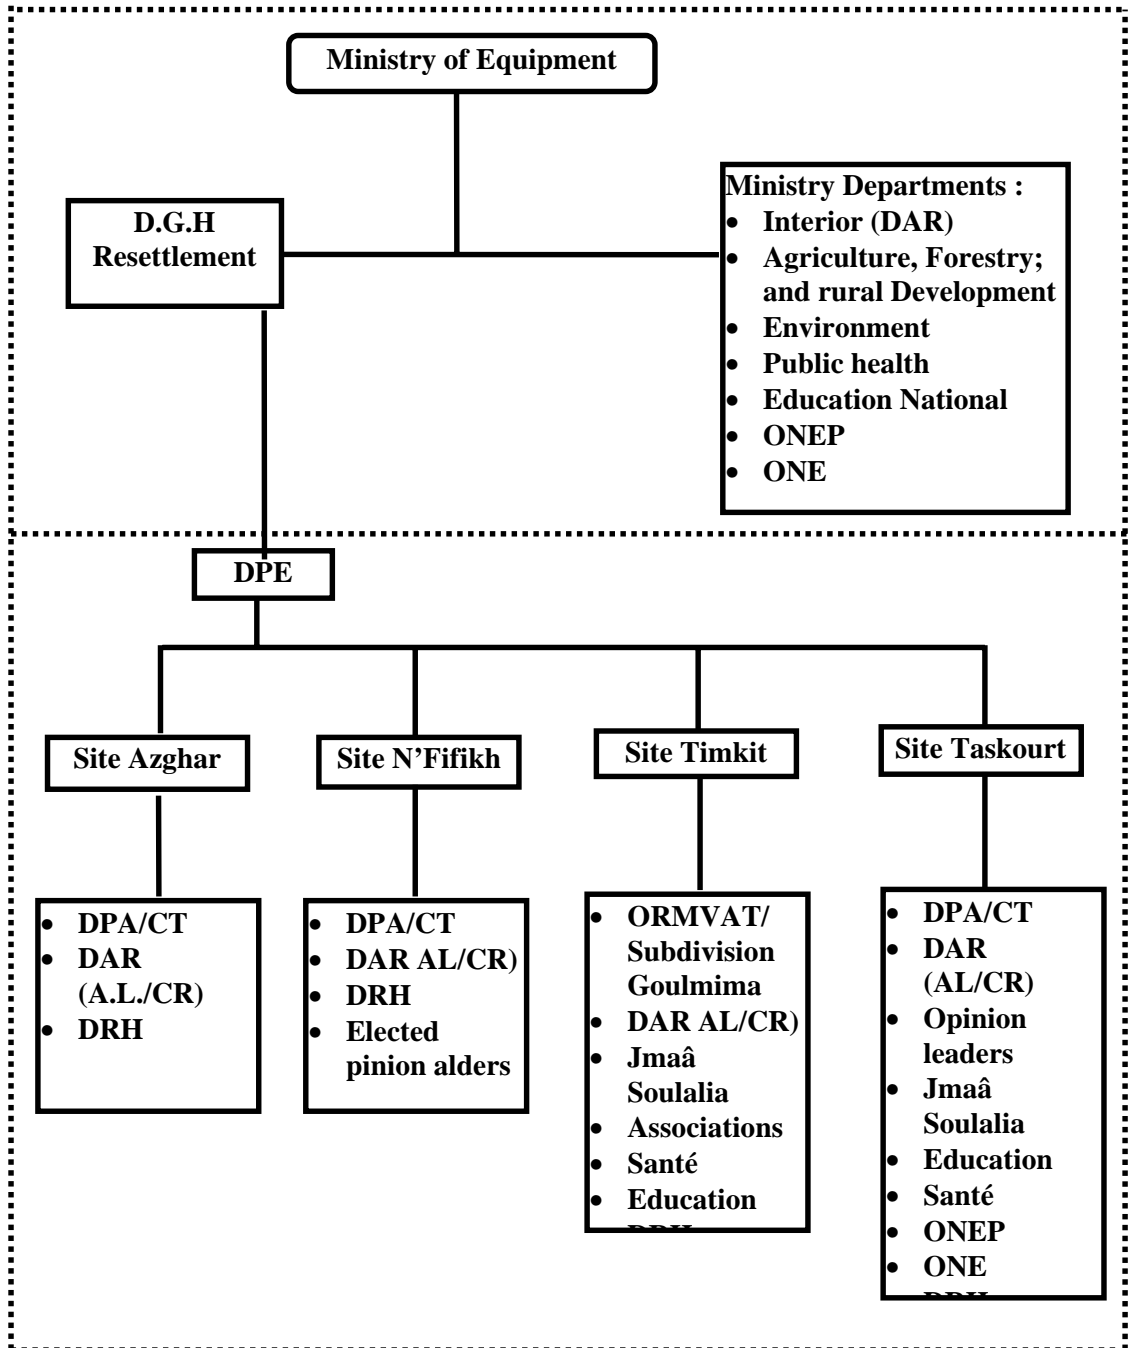 Ministry of Equipment
D.G.H
Resettlement
Ministry Departments :
• Interior (DAR)
• Agriculture, Forestry;
and rural Development
• Environment
• Public health
• Education National
• ONEP
• ONE
DPE
Site Azghar
Site N’Fifikh
Site Timkit
Site Taskourt
• DPA/CT
• DAR
(A.L./CR)
• DRH
• DPA/CT
• DAR AL/CR)
• DRH
• Elected
pinion alders
• ORMVAT/
Subdivision
Goulmima
• DAR AL/CR)
• Jmaâ
Soulalia
• Associations
• Santé
• Education
• DPA/CT
• DAR
(AL/CR)
• Opinion
leaders
• Jmaâ
Soulalia
• Education
• Santé
• ONEP
• ONE